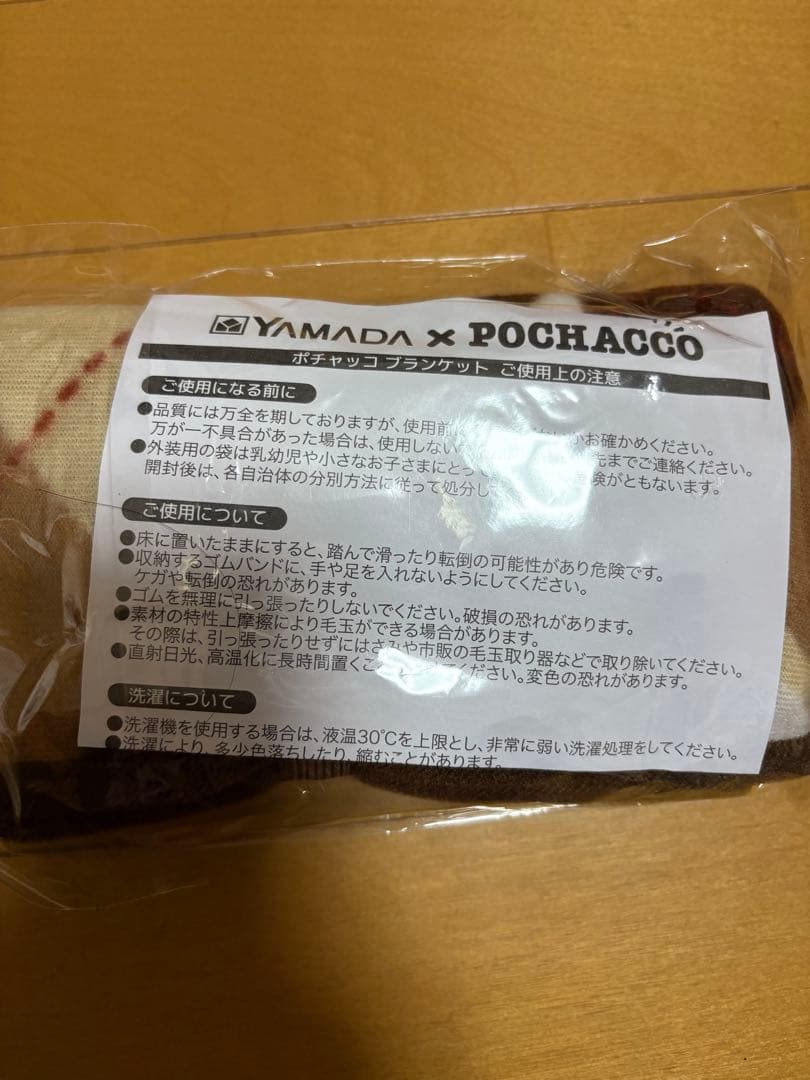 YAMADA × POCHACCO
ポチャッコ ブランケット ご使用上の注意
ご使用になる前に
●品質には万全を期しておりますが、使用前に お確かめください。
万が一不具合があった場合は、使用しない 先までご連絡ください。
●外装用の袋は乳幼児や小さなお子さまにとって 険がともないます。
開封後は、各自治体の分別方法に従って処分し
ご使用について
●床に置いたままにすると、踏んで滑ったり転倒の可能性があり危険です。
●収納するゴムバンドに、手や足を入れないようにしてください。
ケガや転倒の恐れがあります。
●ゴムを無理に引っ張ったりしないでください。破損の恐れがあります。
●素材の特性上摩擦により毛玉ができる場合があります。
その際は、引っ張ったりせずにはさみや市販の毛玉取り器などで取り除いてください。
●直射日光、高温化に長時間置くこ てください。変色の恐れがあります。
洗濯について
●洗濯機を使用する場合は、液温30℃を上限とし、非常に弱い洗濯処理をしてください。
●洗濯により、多少色落ちしたり、縮むことがあります。